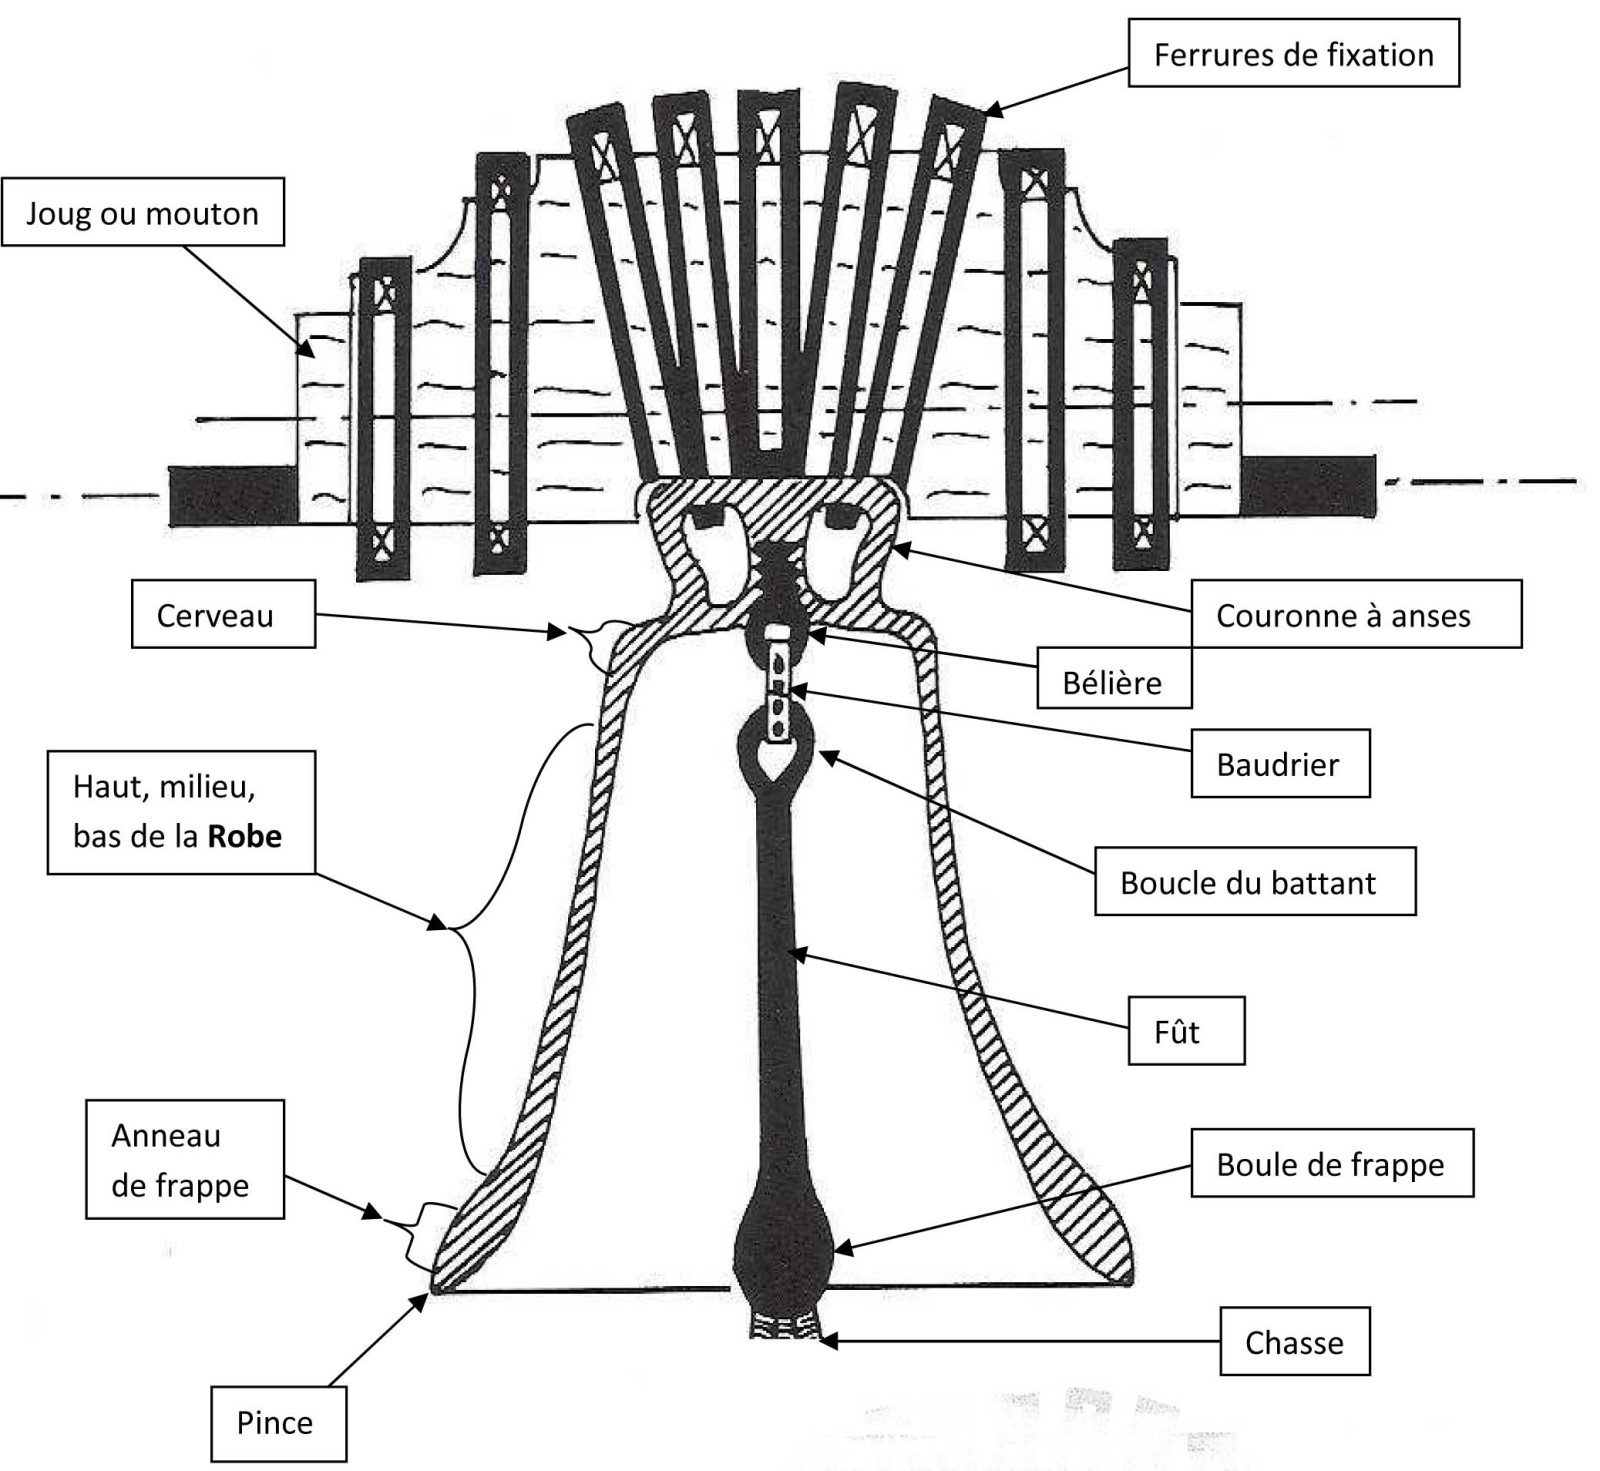 Ferrures de fixation
Joug ou mouton
Cerveau
Couronne à anses
Bélière
Baudrier
Haut, milieu,
bas de la Robe
Boucle du battant
Fût
Anneau
de frappe
Boule de frappe
Chasse
Pince